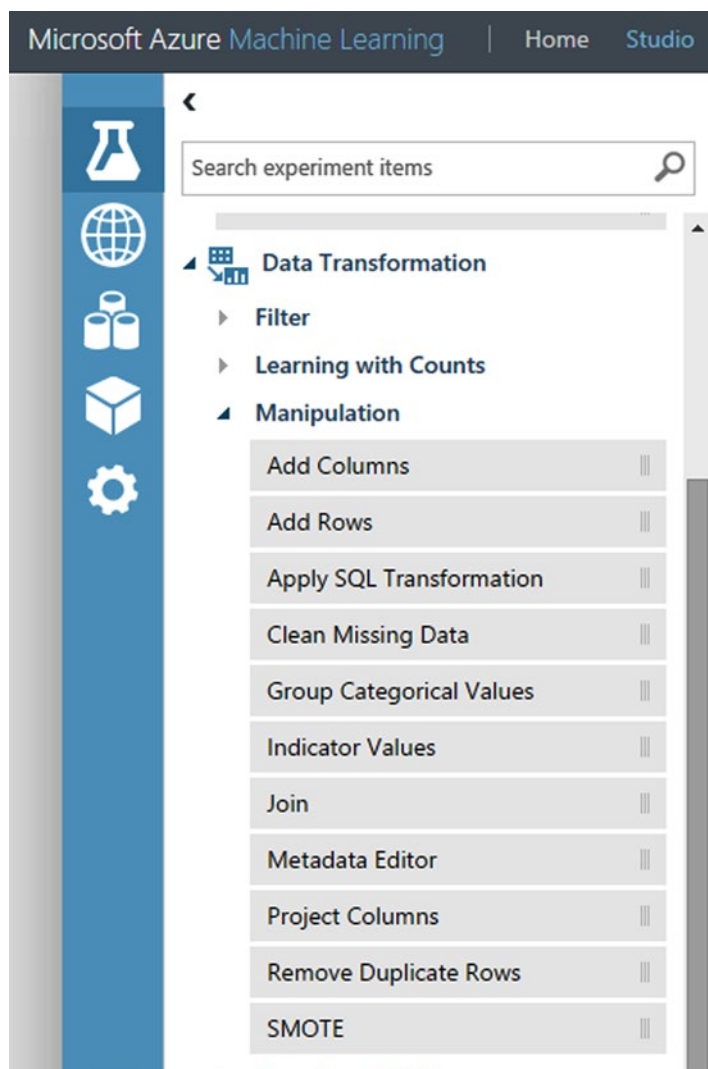 Microsoft Azure Machine Learning | Home Studio
Search experiment items
Data Transformation
Filter
Learning with Counts
Manipulation
Add Columns
Add Rows
Apply SQL Transformation
Clean Missing Data
Group Categorical Values
Indicator Values
Join
Metadata Editor
Project Columns
Remove Duplicate Rows
SMOTE